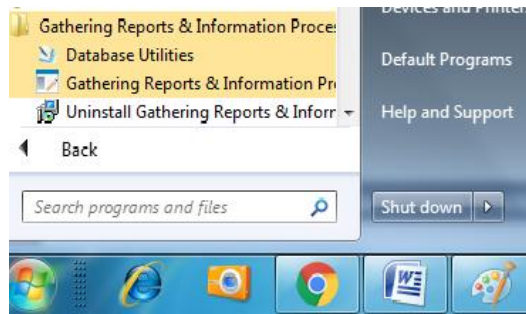 Gathering Reports & Information Proce
Database Utilities
Gathering Reports & Information Pr
Uninstall Gathering Reports & Inforr
Back
Search programs and files
Devices and Printer
Default Programs
Help and Support
Shut down